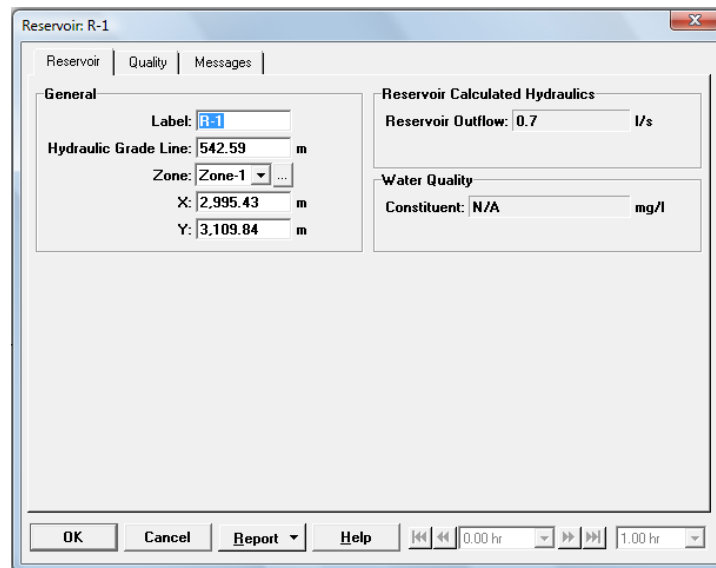 Reservoir: R-1
Reservoir
Quality
Messages
General
Label: R-1
Hydraulic Grade Line: 542.59 m
Zone: Zone-1 ...
X: 2,995.43 m
Y: 3,109.84 m
Reservoir Calculated Hydraulics
Reservoir Outflow: 0.7 l/s
Water Quality
Constituent: N/A mg/l
OK Cancel Report Help 0.00 hr 1.00 hr